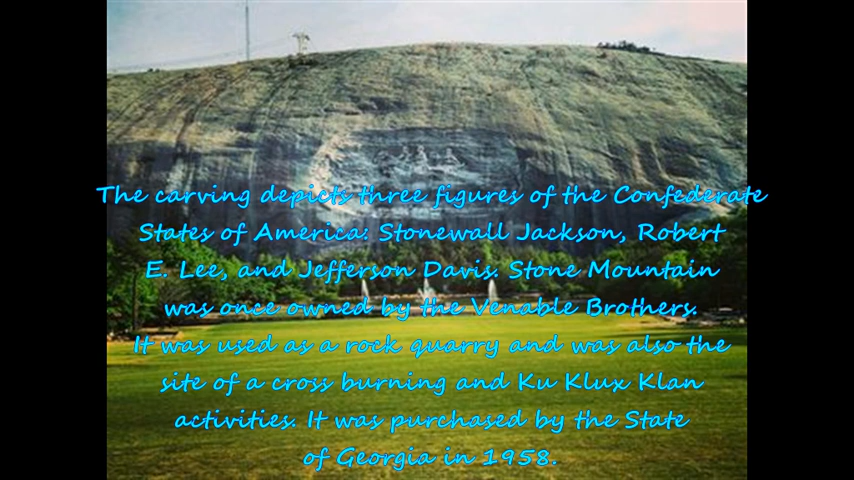 The carving depicts three figures of the Confederate
States of America: Stonewall Jackson, Robert
E. Lee, and Jefferson Davis. Stone Mountain
was once owned by the Venable Brothers.
It was used as a rock quarry and was also the
site of a cross burning and Ku Klux Klan
activities. It was purchased by the State
of Georgia in 1958.